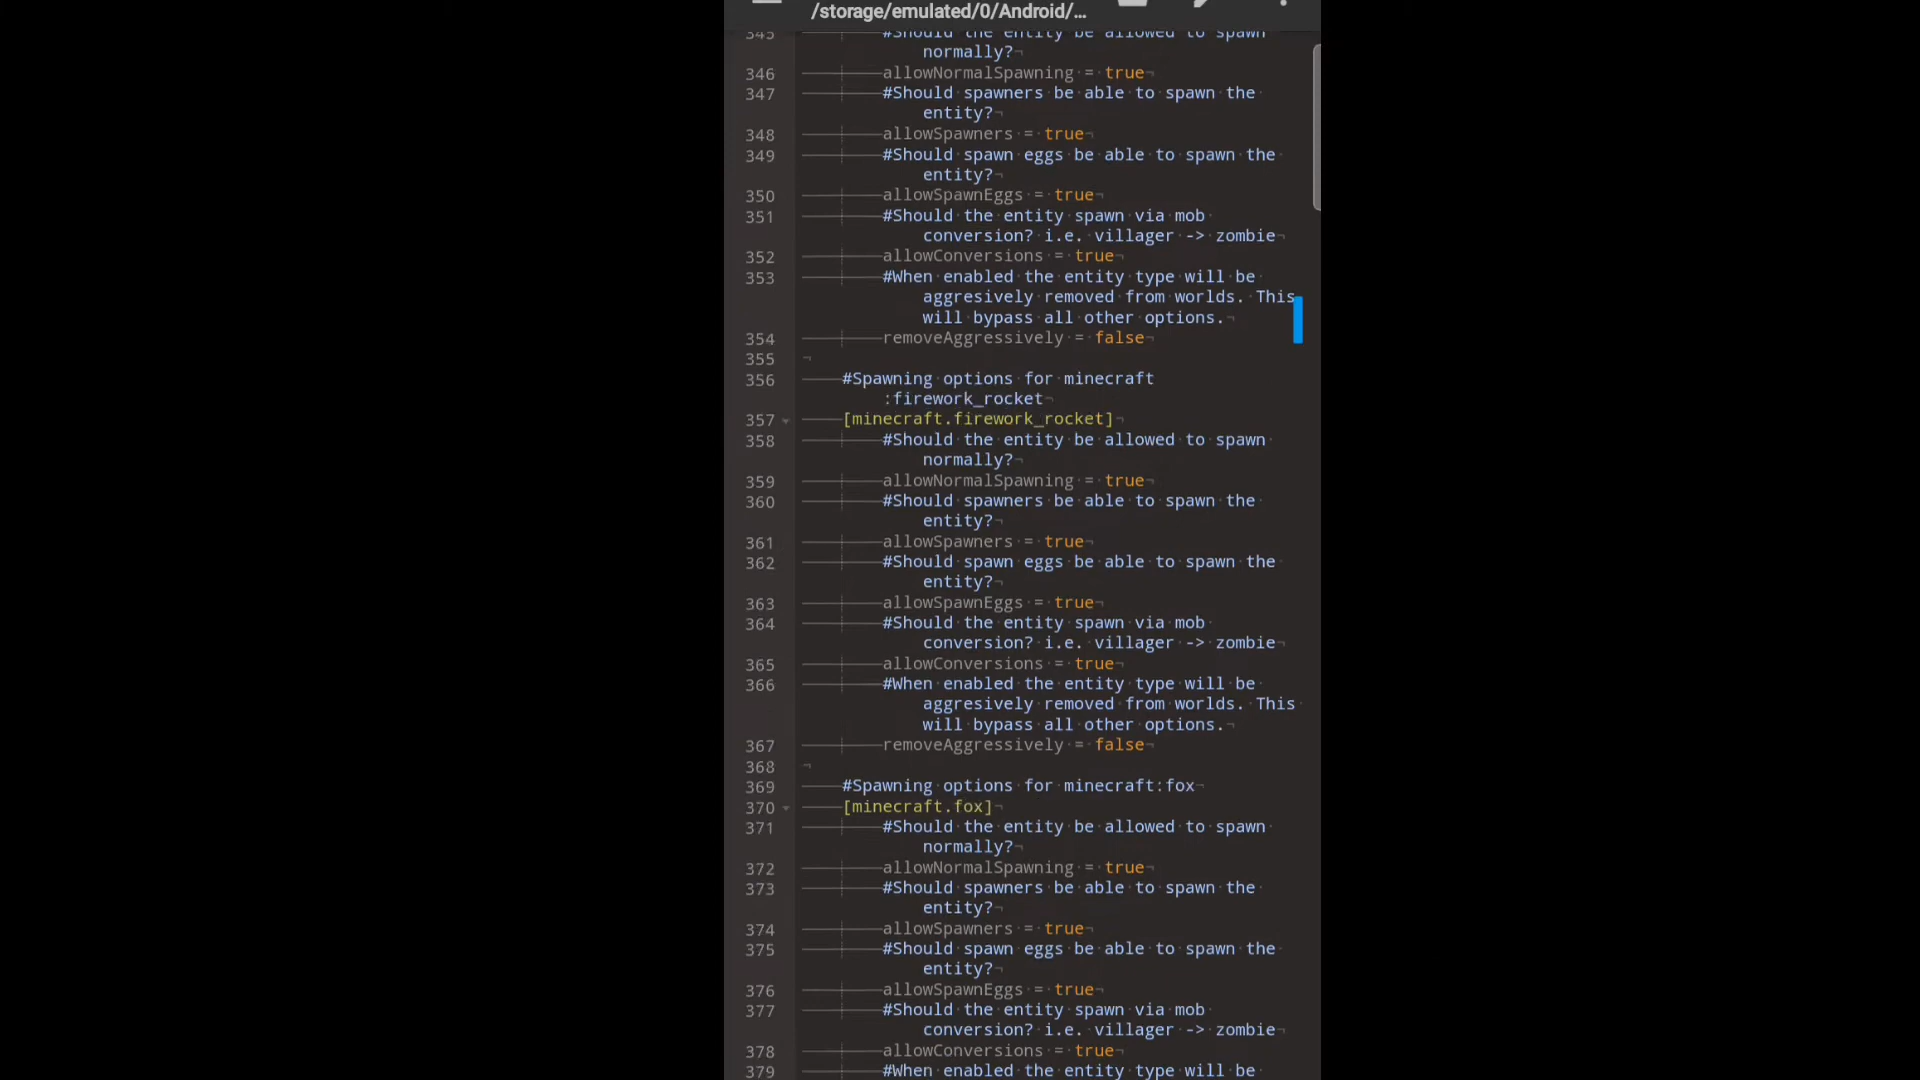 /storage/emulated/0/Android/...
345 #Should the entity be allowed to spawn
normally?
346 allowNormalSpawning = true
347 #Should spawners be able to spawn the
entity?
348 allowSpawners = true
349 #Should spawn eggs be able to spawn the
entity?
350 allowSpawnEggs = true
351 #Should the entity spawn via mob
conversion? i.e. villager -> zombie
352 allowConversions = true
353 #When enabled the entity type will be
aggresively removed from worlds. This
will bypass all other options.
354 removeAggressively = false
355
356 #Spawning options for minecraft
:firework_rocket
357 [minecraft.firework_rocket]
358 #Should the entity be allowed to spawn
normally?
359 allowNormalSpawning = true
360 #Should spawners be able to spawn the
entity?
361 allowSpawners = true
362 #Should spawn eggs be able to spawn the
entity?
363 allowSpawnEggs = true
364 #Should the entity spawn via mob
conversion? i.e. villager -> zombie
365 allowConversions = true
366 #When enabled the entity type will be
aggresively removed from worlds. This
will bypass all other options.
367 removeAggressively = false
368
369 #Spawning options for minecraft:fox
370 [minecraft.fox]
371 #Should the entity be allowed to spawn
normally?
372 allowNormalSpawning = true
373 #Should spawners be able to spawn the
entity?
374 allowSpawners = true
375 #Should spawn eggs be able to spawn the
entity?
376 allowSpawnEggs = true
377 #Should the entity spawn via mob
conversion? i.e. villager -> zombie
378 allowConversions = true
379 #When enabled the entity type will be